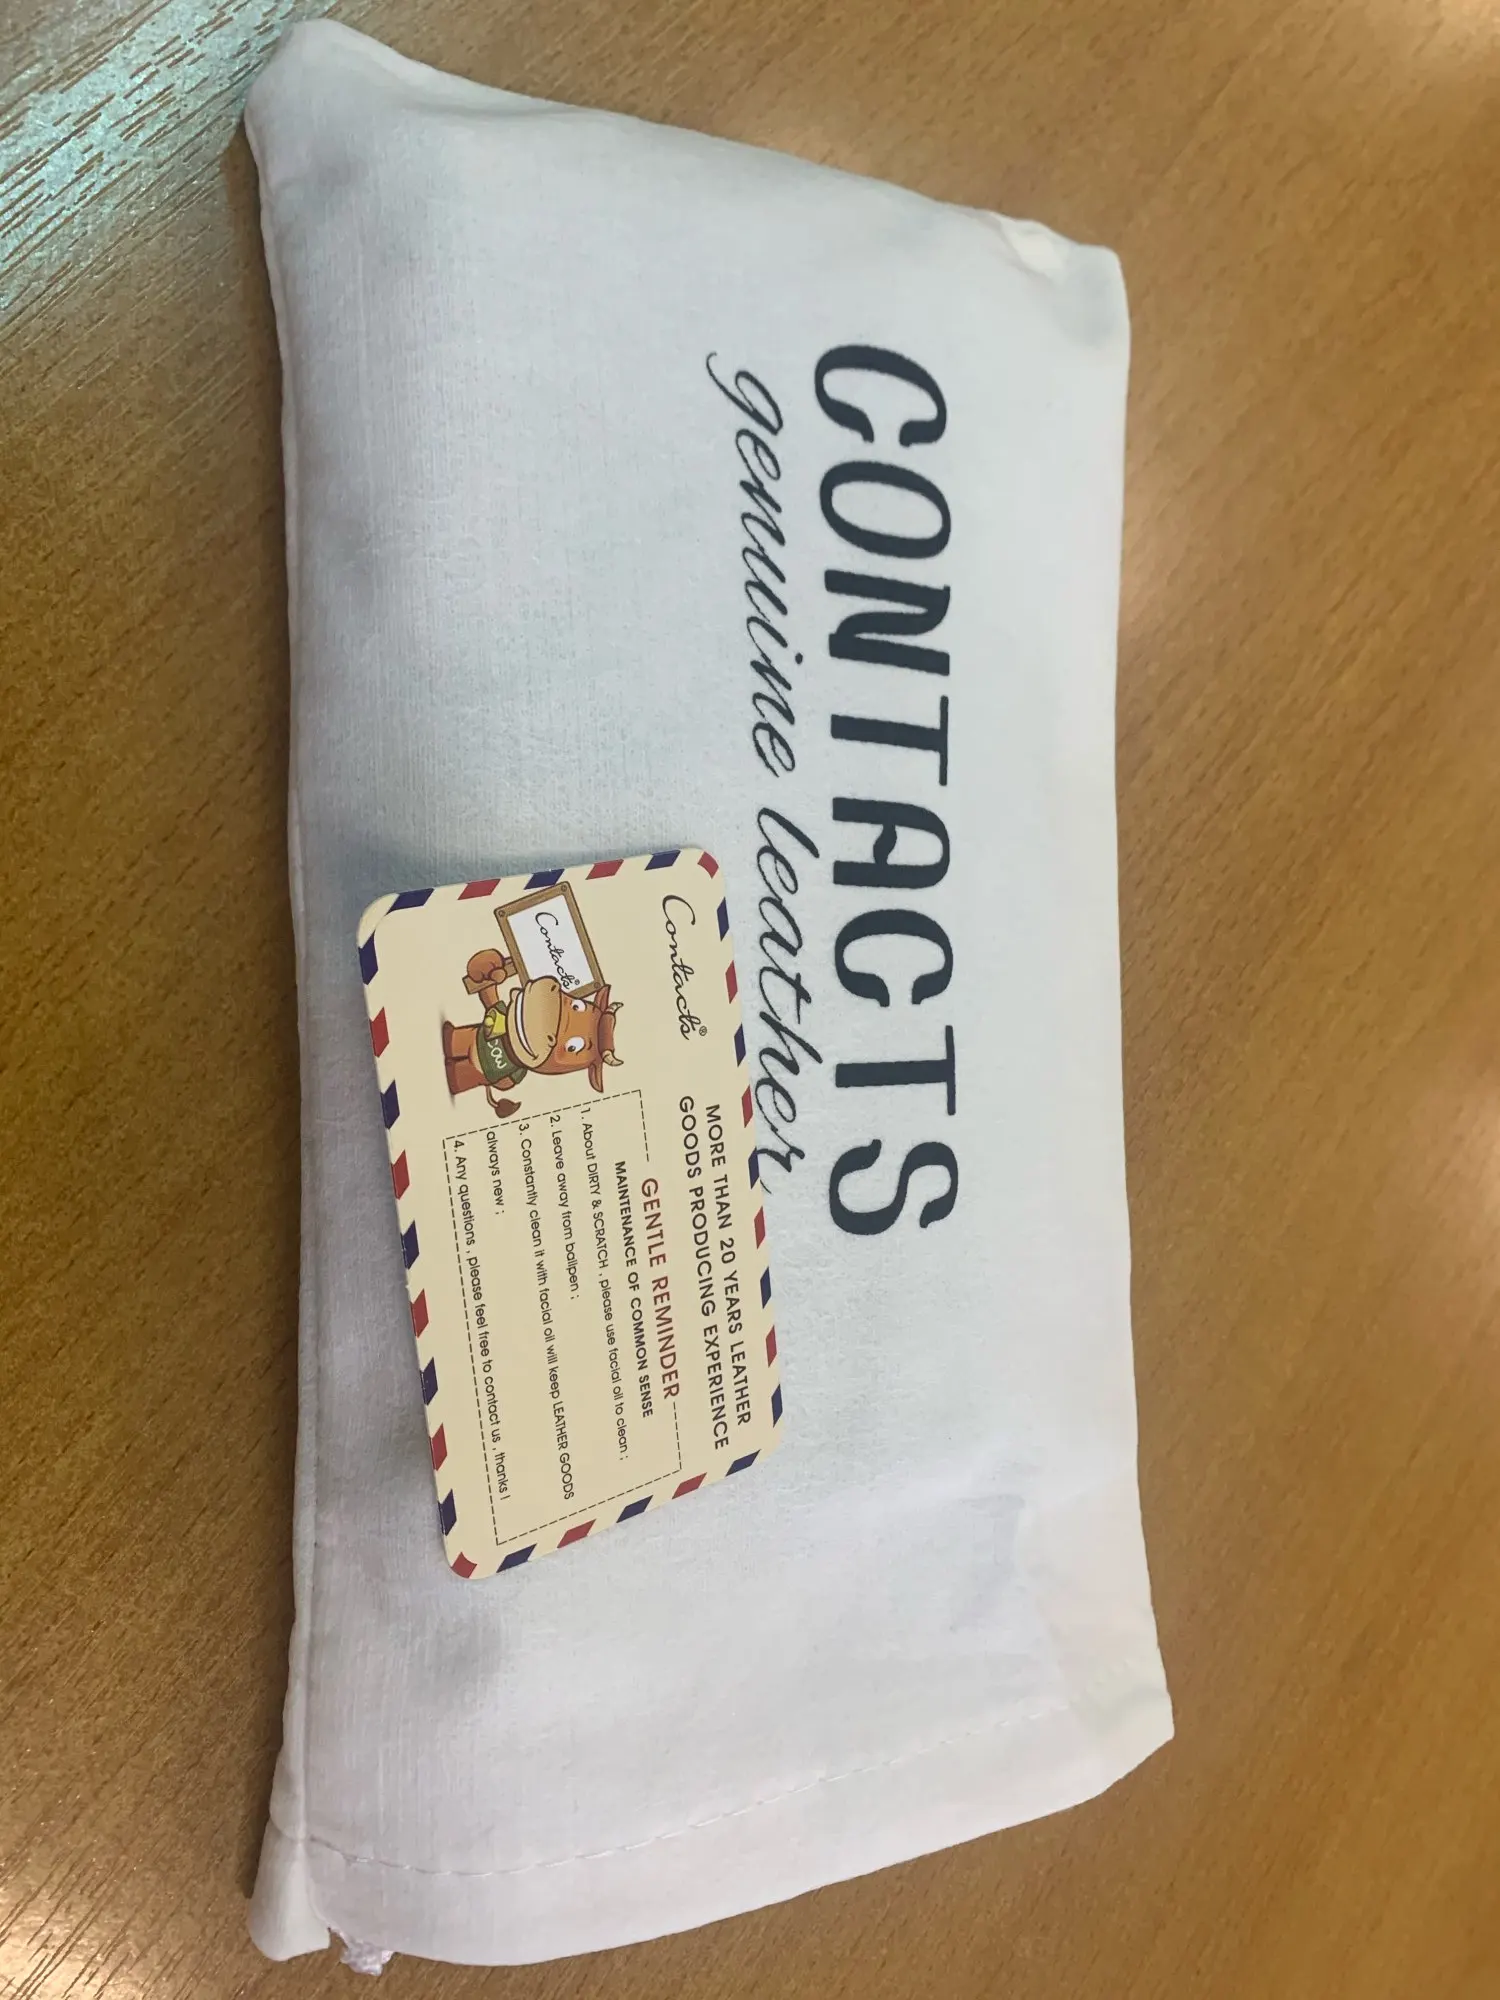 CONTACTS
genuine leather
Contact's®
MORE THAN 20 YEARS LEATHER
GOODS PRODUCING EXPERIENCE
Contact's®
COW
GENTLE REMINDER
MAINTENANCE OF COMMON SENSE
1. About DIRTY & SCRATCH , please use facial oil to clean ;
2. Leave away from ballpen ;
3. Constantly clean it with facial oil will keep LEATHER GOODS
always new ;
4. Any questions , please feel free to contact us , thanks !